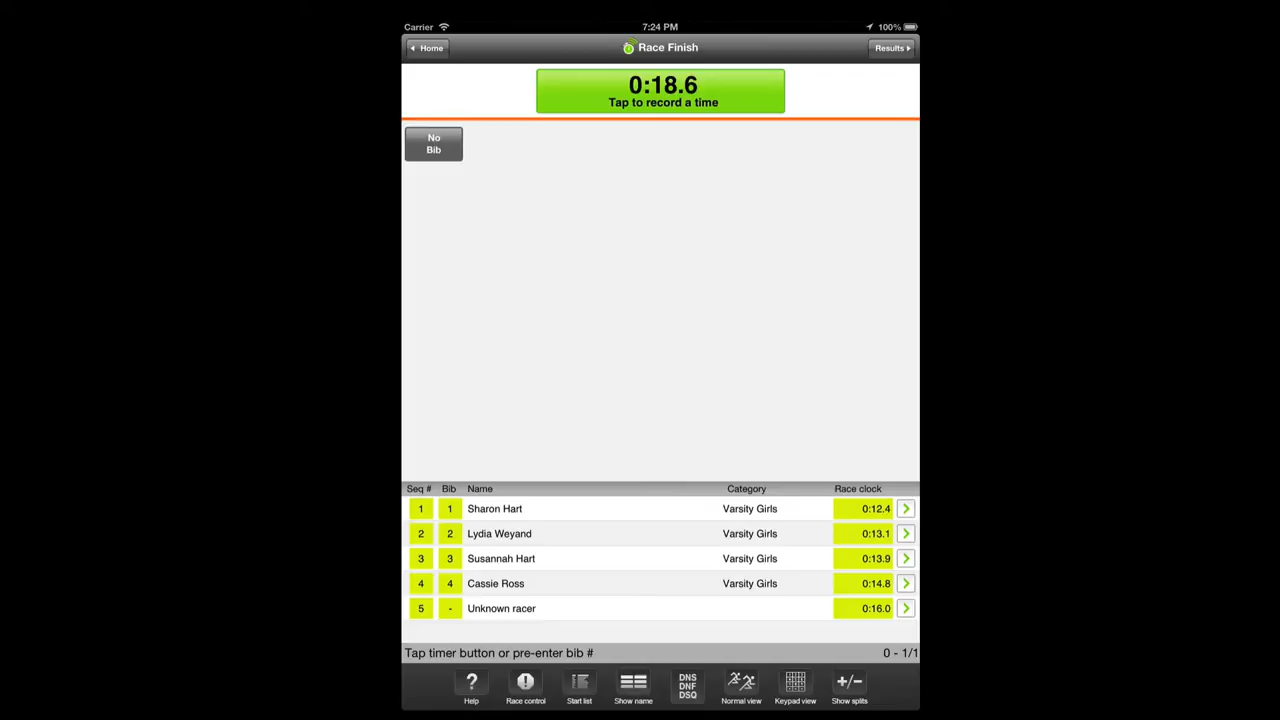 Carrier 7:24 PM 100%
Home Race Finish Results
0:18.6
Tap to record a time
No
Bib
Seq # Bib Name Category Race clock
1 1 Sharon Hart Varsity Girls 0:12.4
2 2 Lydia Weyand Varsity Girls 0:13.1
3 3 Susannah Hart Varsity Girls 0:13.9
4 4 Cassie Ross Varsity Girls 0:14.8
5 - Unknown racer 0:16.0
Tap timer button or pre-enter bib # 0 - 1/1
? ! DNS
DNF
DSQ
+/-
Help Race control Start list Show name Normal view Keypad view Show splits